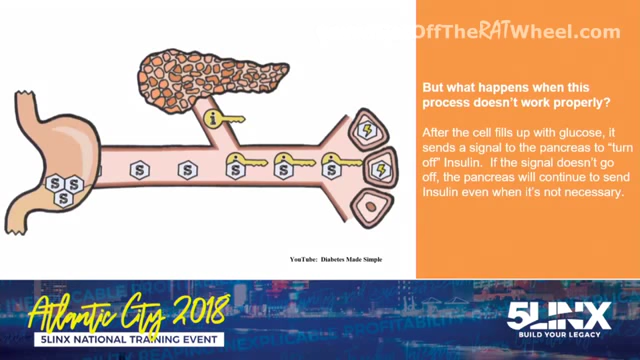 OffTheRATWheel.com
But what happens when this
process doesn't work properly?
After the cell fills up with glucose, it
sends a signal to the pancreas to "turn
off" Insulin. If the signal doesn't go
off, the pancreas will continue to send
Insulin even when it's not necessary.
i
S
S
S
S
S
S
S
S
S
YouTube: Diabetes Made Simple
Atlantic City 2018
5LINX NATIONAL TRAINING EVENT
5LINX
BUILD YOUR LEGACY